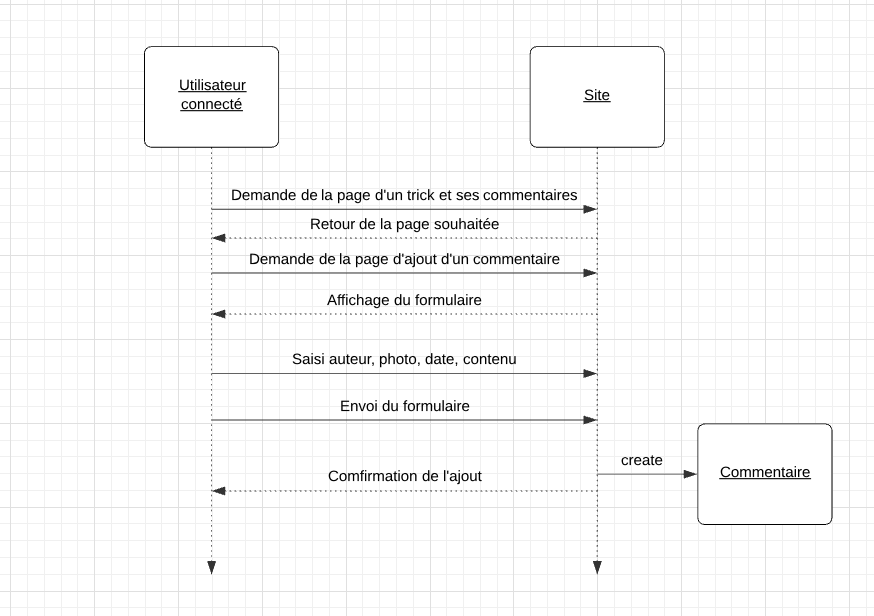 Utilisateur
connecté
Site
Demande de la page d'un trick et ses commentaires
Retour de la page souhaitée
Demande de la page d'ajout d'un commentaire
Affichage du formulaire
Saisi auteur, photo, date, contenu
Envoi du formulaire
create
Commentaire
Comfirmation de l'ajout